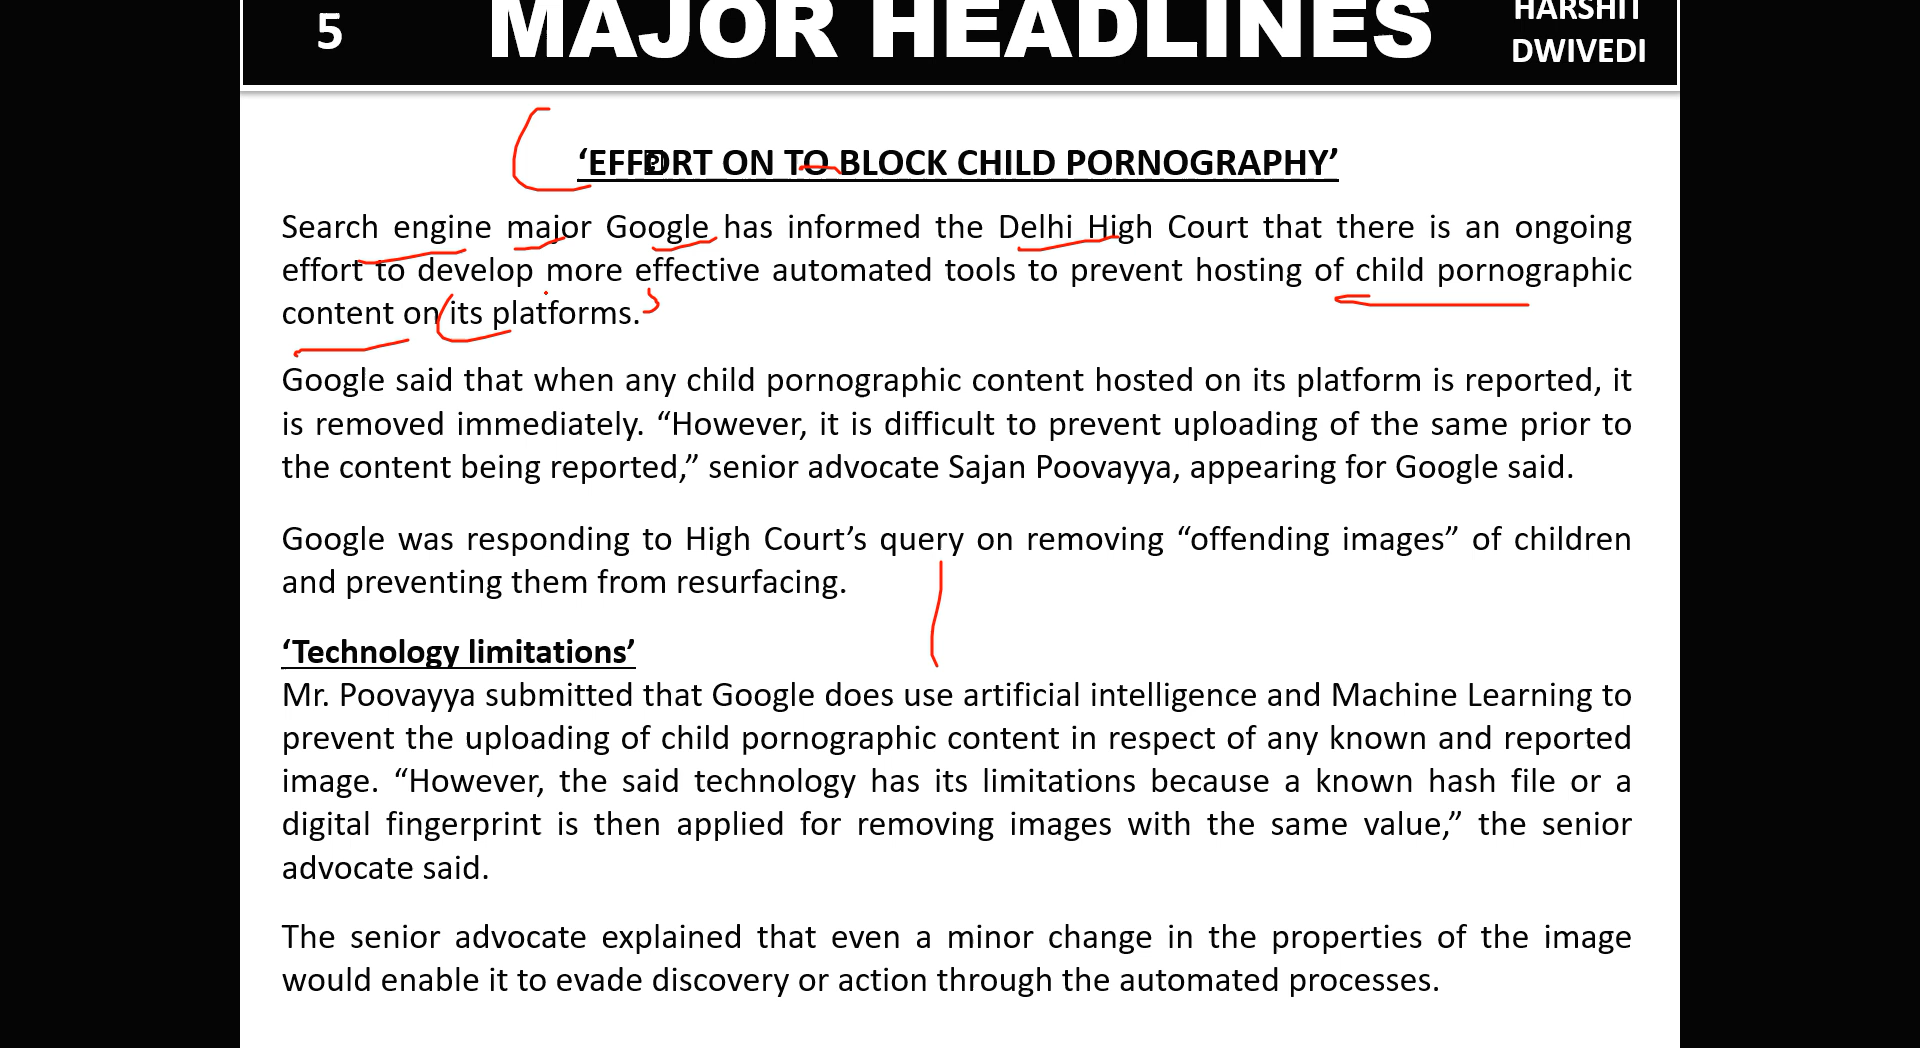 5
MAJOR HEADLINES
HARSHIT
DWIVEDI
‘EFFORT ON TO BLOCK CHILD PORNOGRAPHY’
Search engine major Google has informed the Delhi High Court that there is an ongoing
effort to develop more effective automated tools to prevent hosting of child pornographic
content on its platforms.
Google said that when any child pornographic content hosted on its platform is reported, it
is removed immediately. “However, it is difficult to prevent uploading of the same prior to
the content being reported,” senior advocate Sajan Poovayya, appearing for Google said.
Google was responding to High Court’s query on removing “offending images” of children
and preventing them from resurfacing.
‘Technology limitations’
Mr. Poovayya submitted that Google does use artificial intelligence and Machine Learning to
prevent the uploading of child pornographic content in respect of any known and reported
image. “However, the said technology has its limitations because a known hash file or a
digital fingerprint is then applied for removing images with the same value,” the senior
advocate said.
The senior advocate explained that even a minor change in the properties of the image
would enable it to evade discovery or action through the automated processes.